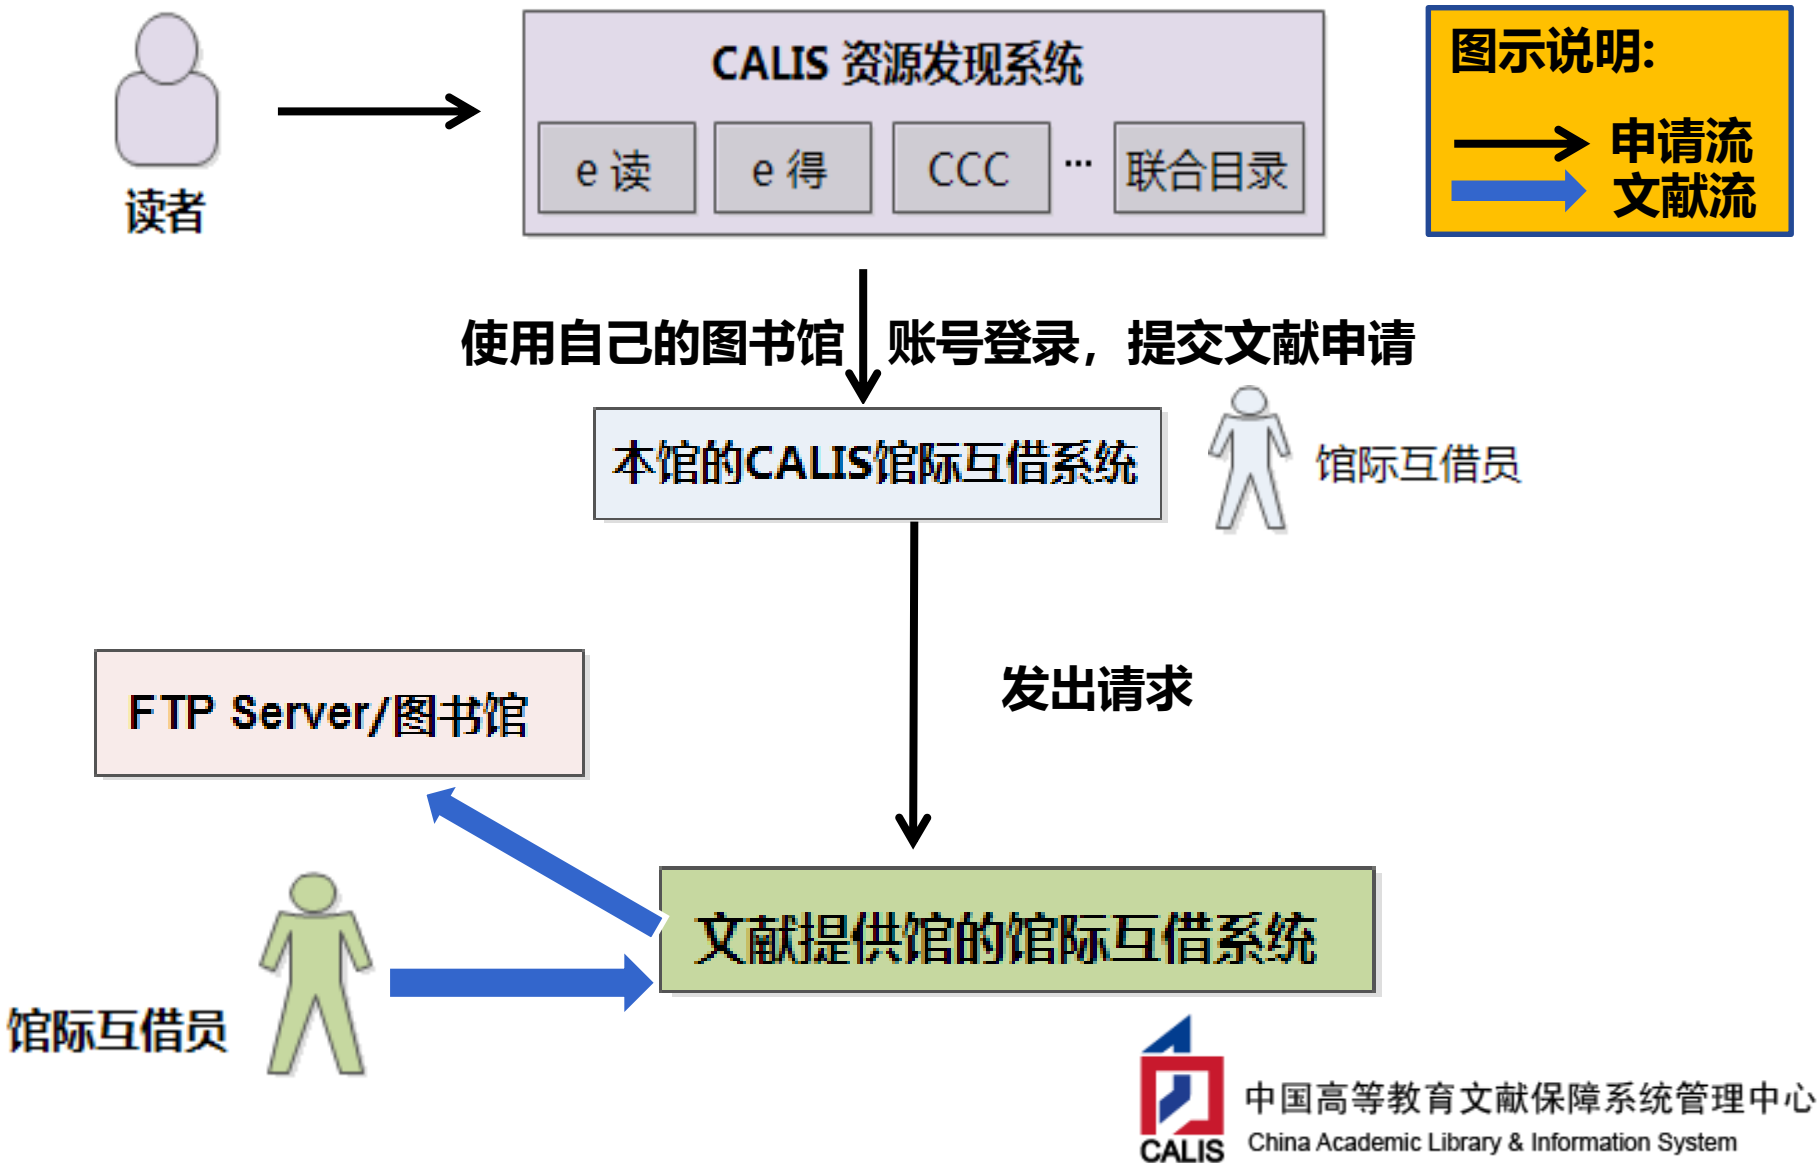 CALIS 资源发现系统
e 读
e 得
CCC
...
联合目录
读者
图示说明:
申请流
文献流
使用自己的图书馆 账号登录，提交文献申请
本馆的CALIS馆际互借系统
馆际互借员
发出请求
FTP Server/图书馆
文献提供馆的馆际互借系统
馆际互借员
CALIS
中国高等教育文献保障系统管理中心
China Academic Library & Information System